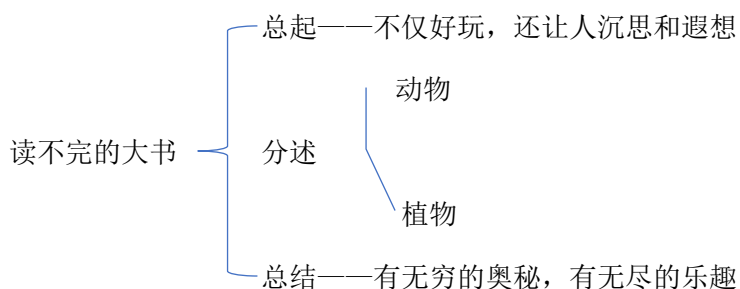 总起——不仅好玩，还让人沉思和遐想
动物
读不完的大书
分述
植物
总结——有无穷的奥秘，有无尽的乐趣